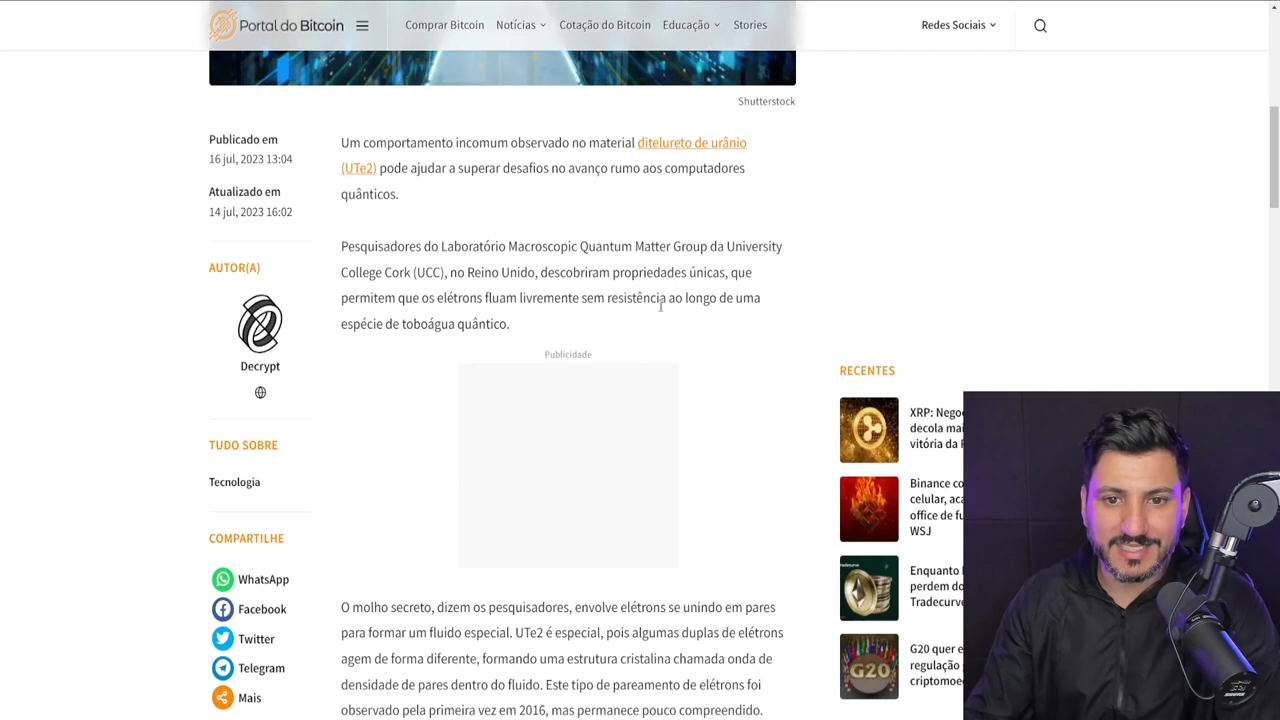 Portal do Bitcoin
Comprar Bitcoin
Notícias
Cotação do Bitcoin
Educação
Stories
Redes Sociais
Shutterstock
Publicado em
16 jul, 2023 13:04
Atualizado em
14 jul, 2023 16:02
AUTOR(A)
Decrypt
TUDO SOBRE
Tecnologia
COMPARTILHE
WhatsApp
Facebook
Twitter
Telegram
Mais
Um comportamento incomum observado no material ditelureto de urânio
(UTe2) pode ajudar a superar desafios no avanço rumo aos computadores
quânticos.
Pesquisadores do Laboratório Macroscopic Quantum Matter Group da University
College Cork (UCC), no Reino Unido, descobriram propriedades únicas, que
permitem que os elétrons fluam livremente sem resistência ao longo de uma
espécie de toboágua quântico.
Publicidade
O molho secreto, dizem os pesquisadores, envolve elétrons se unindo em pares
para formar um fluido especial. UTe2 é especial, pois algumas duplas de elétrons
agem de forma diferente, formando uma estrutura cristalina chamada onda de
densidade de pares dentro do fluido. Este tipo de pareamento de elétrons foi
observado pela primeira vez em 2016, mas permanece pouco compreendido.
RECENTES
XRP: Nego
decola mai
vitória da
Binance co
celular, aca
office de fu
WSJ
Enquanto
perdem do
Tradecurve
G20 quer e
regulação
criptomoe
G20